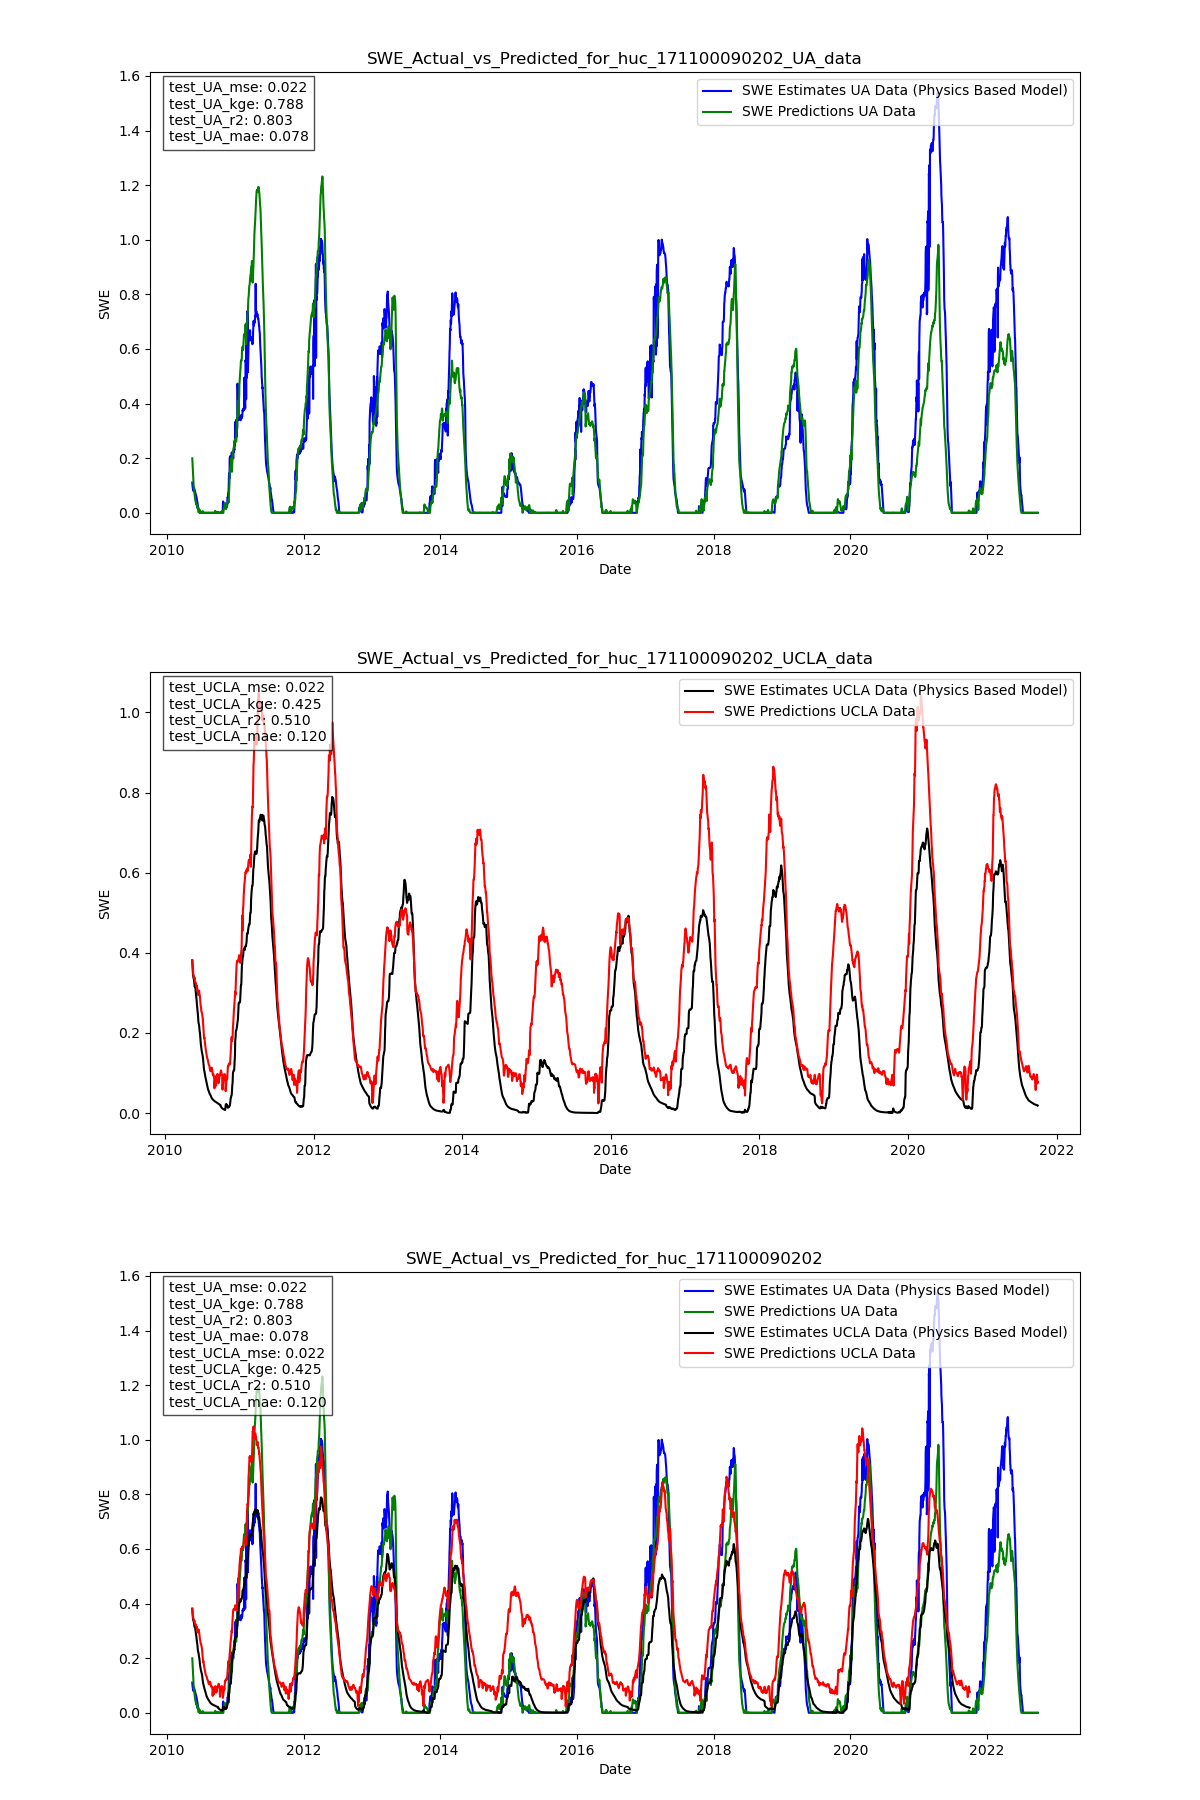 SWE_Actual_vs_Predicted_for_huc_171100090202_UA_data
test_UA_mse: 0.022
test_UA_kge: 0.788
test_UA_r2: 0.803
test_UA_mae: 0.078
SWE Estimates UA Data (Physics Based Model)
SWE Predictions UA Data
1.6
1.4
1.2
1.0
0.8
0.6
0.4
0.2
0.0
SWE
2010 2012 2014 2016 2018 2020 2022
Date
SWE_Actual_vs_Predicted_for_huc_171100090202_UCLA_data
test_UCLA_mse: 0.022
test_UCLA_kge: 0.425
test_UCLA_r2: 0.510
test_UCLA_mae: 0.120
SWE Estimates UCLA Data (Physics Based Model)
SWE Predictions UCLA Data
1.0
0.8
0.6
0.4
0.2
0.0
SWE
2010 2012 2014 2016 2018 2020 2022
Date
SWE_Actual_vs_Predicted_for_huc_171100090202
test_UA_mse: 0.022
test_UA_kge: 0.788
test_UA_r2: 0.803
test_UA_mae: 0.078
test_UCLA_mse: 0.022
test_UCLA_kge: 0.425
test_UCLA_r2: 0.510
test_UCLA_mae: 0.120
SWE Estimates UA Data (Physics Based Model)
SWE Predictions UA Data
SWE Estimates UCLA Data (Physics Based Model)
SWE Predictions UCLA Data
1.6
1.4
1.2
1.0
0.8
0.6
0.4
0.2
0.0
SWE
2010 2012 2014 2016 2018 2020 2022
Date